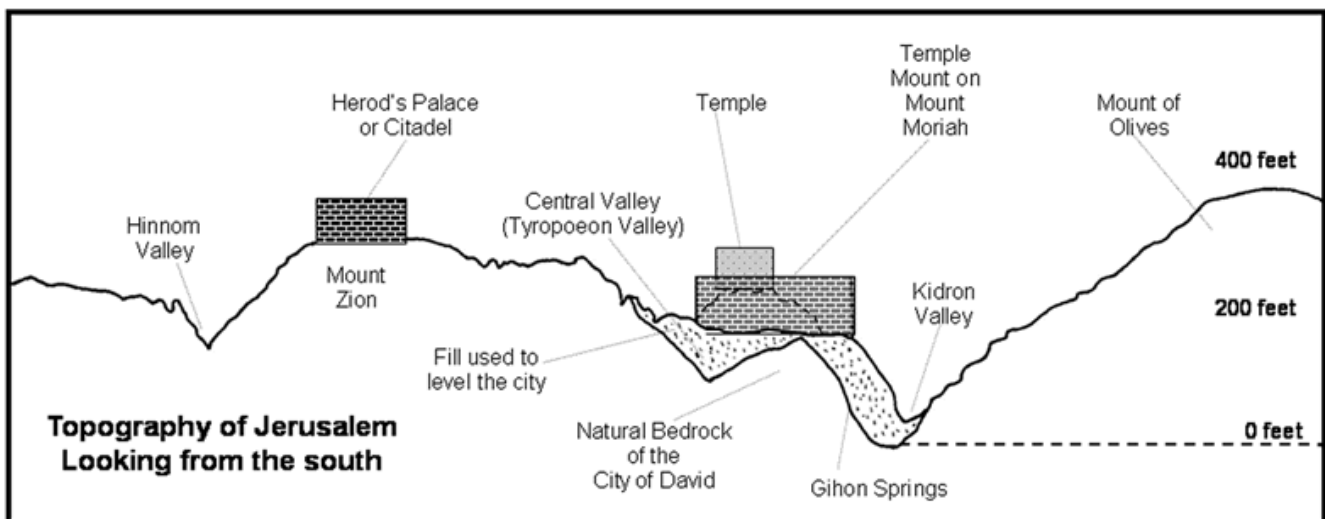 Herod's Palace
or Citadel
Temple
Temple
Mount on
Mount
Moriah
Mount of
Olives
400 feet
Hinnom
Valley
Central Valley
(Tyropoeon Valley)
Mount
Zion
Kidron
Valley
200 feet
Fill used to
level the city
Topography of Jerusalem
Looking from the south
Natural Bedrock
of the
City of David
Gihon Springs
0 feet